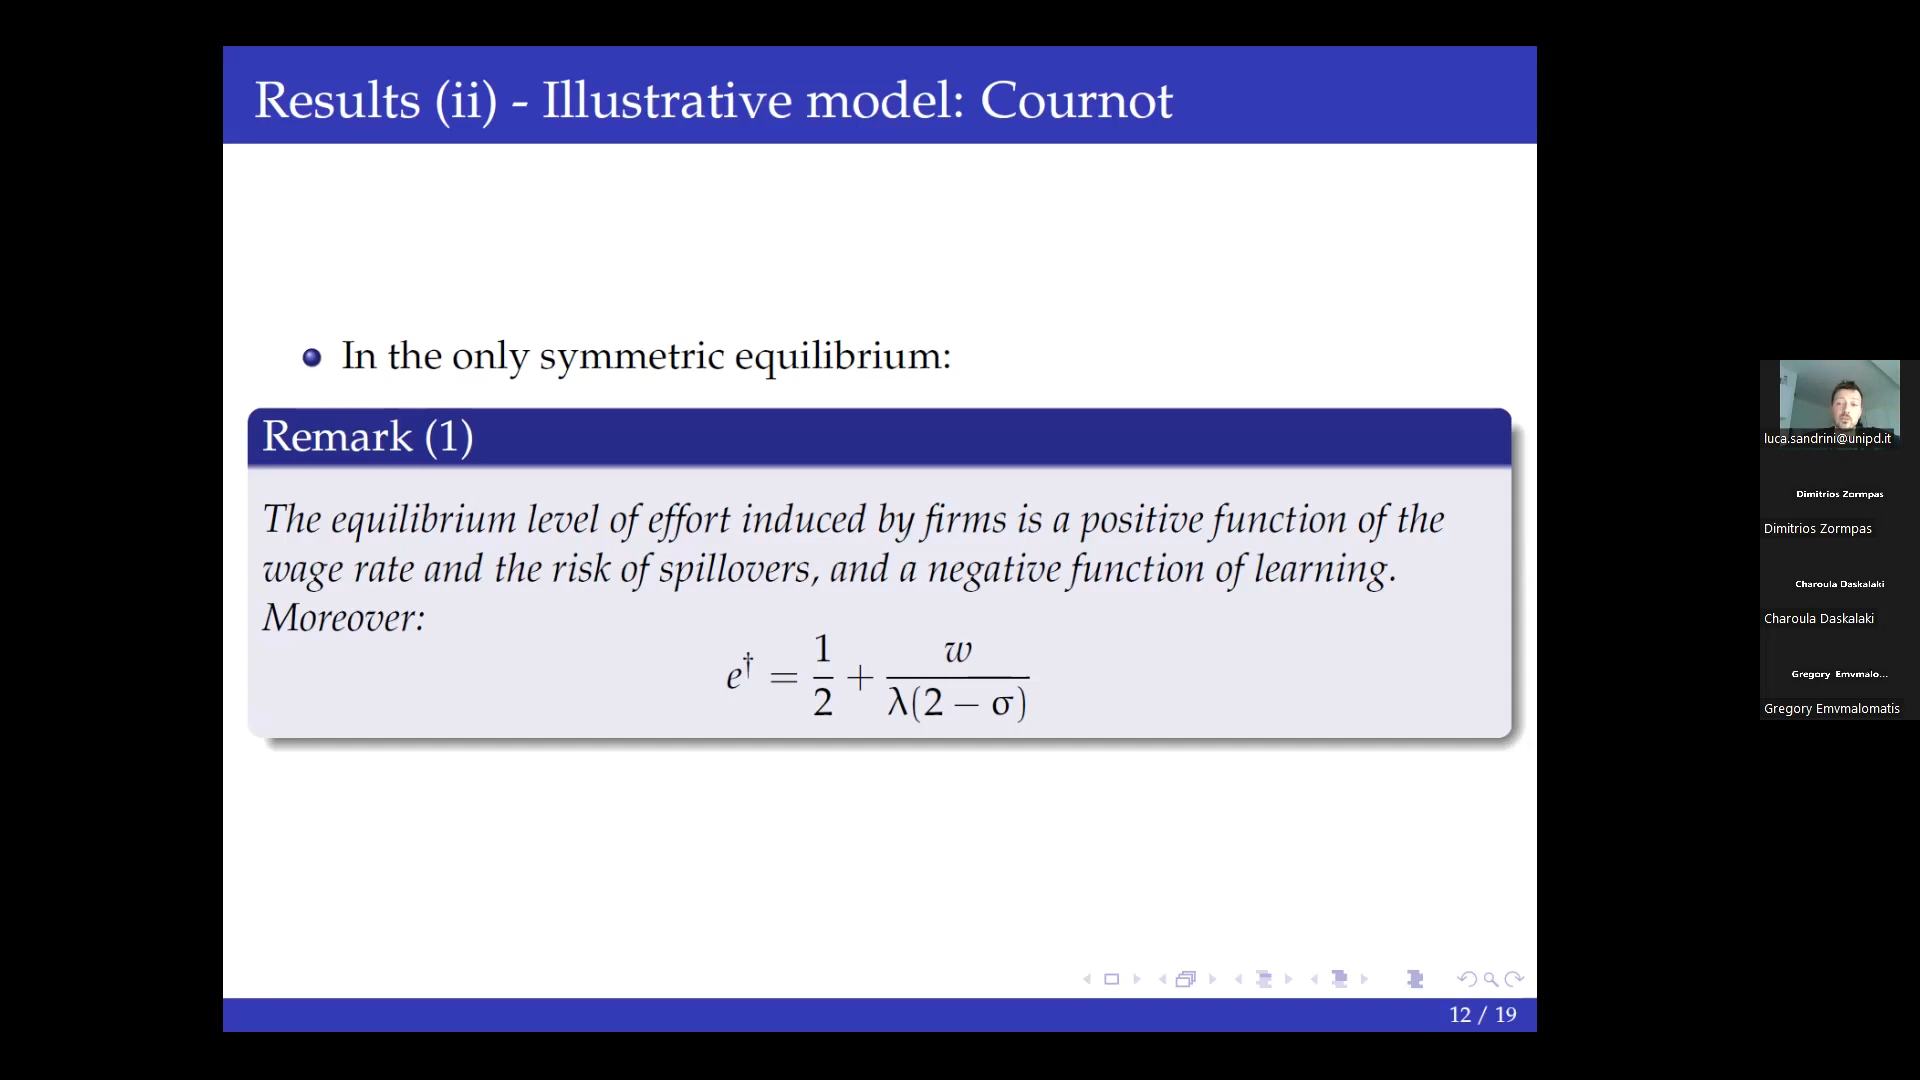 Results (ii) - Illustrative model: Cournot
In the only symmetric equilibrium:
Remark (1)
The equilibrium level of effort induced by firms is a positive function of the
wage rate and the risk of spillovers, and a negative function of learning.
Moreover:
e† = 1/2 + w/λ(2 − σ)
12 / 19
luca.sandrini@unipd.it
Dimitrios Zormpas
Dimitrios Zormpas
Charoula Daskalaki
Charoula Daskalaki
Gregory Emvmalo...
Gregory Emvmalomatis